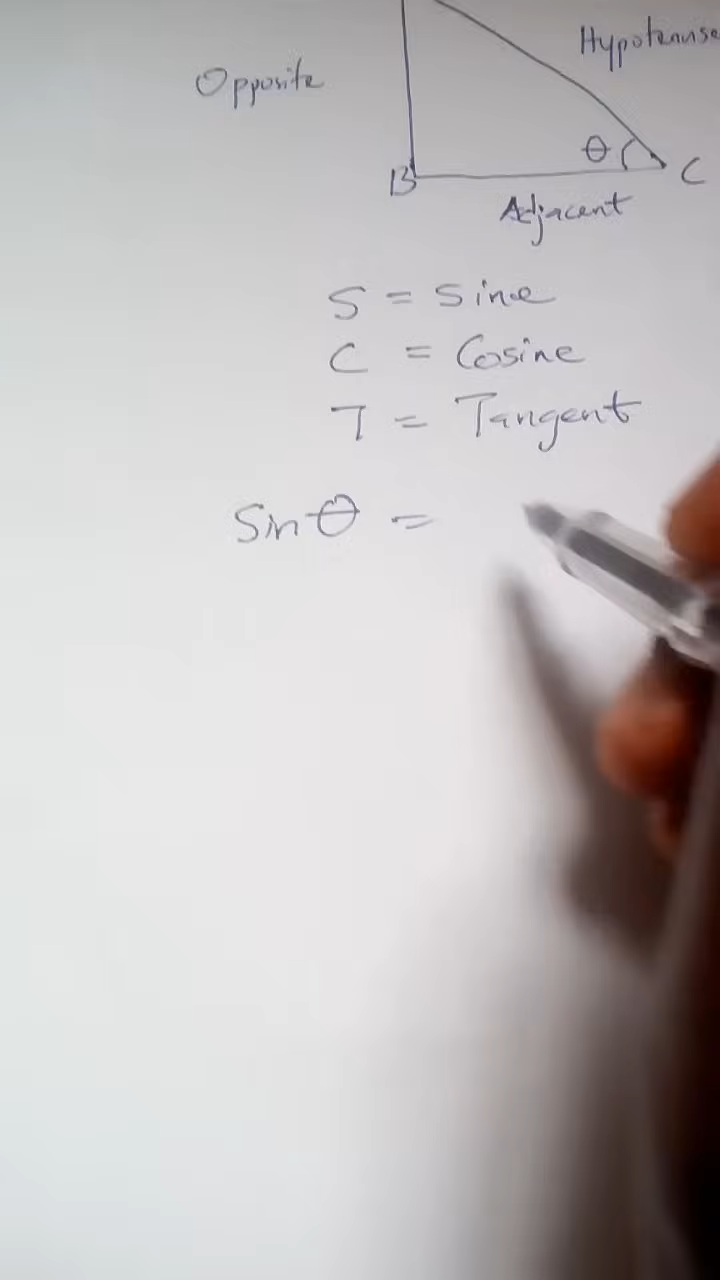 Hypotenuse
Opposite
θ
B
C
Adjacent
S = Sine
C = Cosine
T = Tangent
Sin θ =